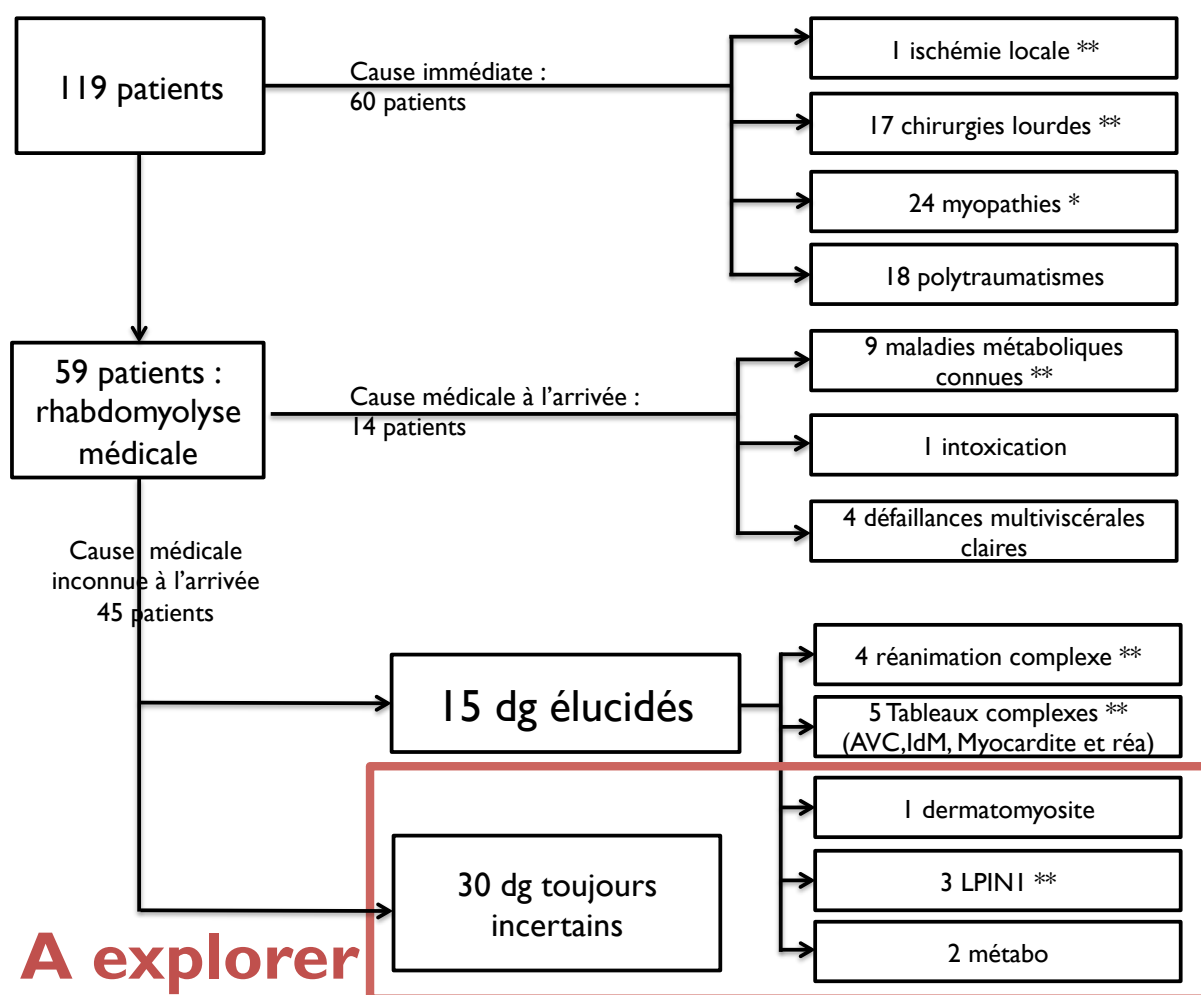 119 patients
Cause immédiate :
60 patients
1 ischémie locale **
17 chirurgies lourdes **
24 myopathies *
18 polytraumatismes
59 patients :
rhabdomyolyse
médicale
Cause médicale à l'arrivée :
14 patients
9 maladies métaboliques
connues **
1 intoxication
4 défaillances multiviscérales
claires
Cause médicale
inconnue à l'arrivée
45 patients
15 dg élucidés
4 réanimation complexe **
5 Tableaux complexes **
(AVC,IdM, Myocardite et réa)
1 dermatomyosite
3 LPIN1 **
2 métabo
30 dg toujours
incertains
A explorer